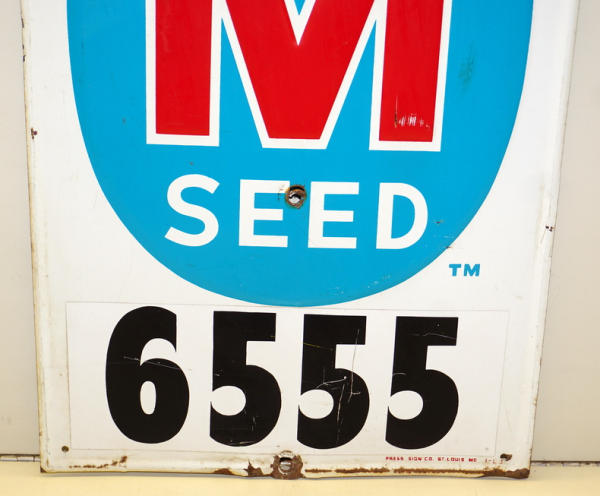 M
SEED
TM
6555
PRESS SIGN CO. ST. LOUIS MO